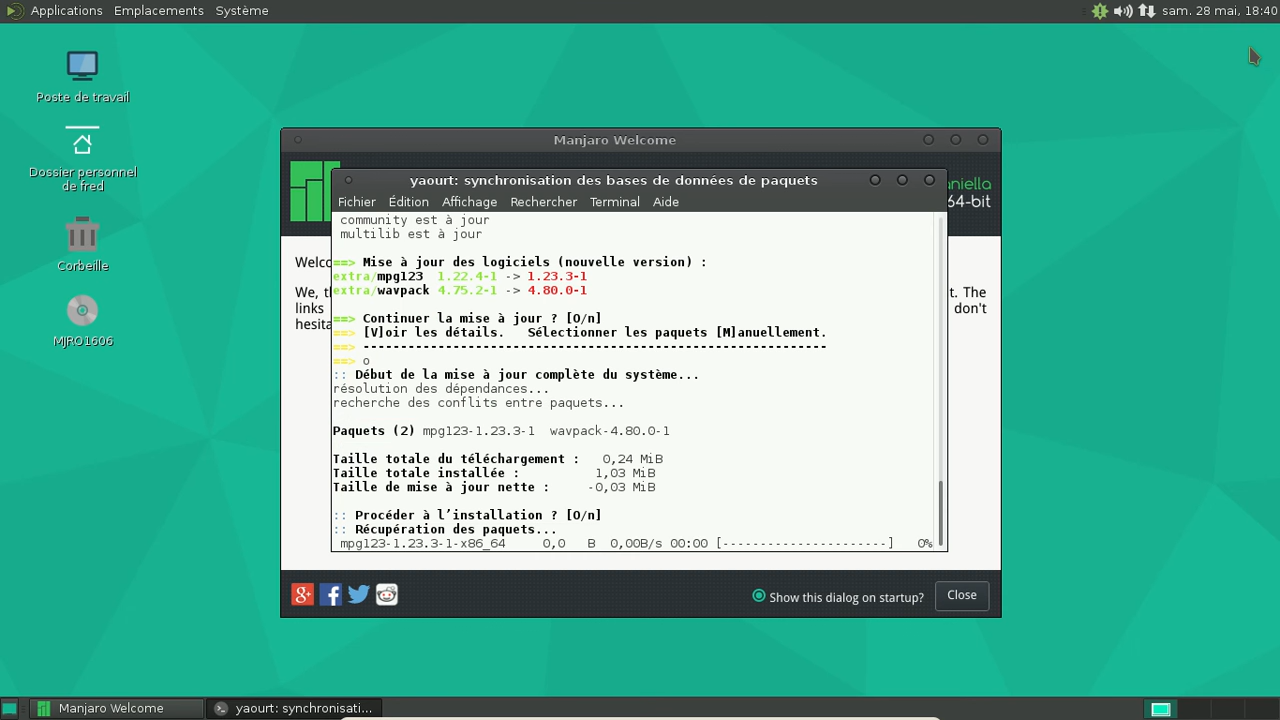 Applications Emplacements Système
sam. 28 mai, 18:40
Poste de travail
Dossier personnel
de fred
Corbeille
MJRO1606
Manjaro Welcome
aniella
64-bit
Welco
We, th
t. The
links
don't
hesita
yaourt: synchronisation des bases de données de paquets
Fichier Édition Affichage Rechercher Terminal Aide
community est à jour
multilib est à jour
==> Mise à jour des logiciels (nouvelle version) :
extra/mpg123 1.22.4-1 -> 1.23.3-1
extra/wavpack 4.75.2-1 -> 4.80.0-1
==> Continuer la mise à jour ? [O/n]
==> [V]oir les détails. Sélectionner les paquets [M]anuellement.
==> --------------------------------------------------------------
==> o
:: Début de la mise à jour complète du système...
résolution des dépendances...
recherche des conflits entre paquets...
Paquets (2) mpg123-1.23.3-1 wavpack-4.80.0-1
Taille totale du téléchargement : 0,24 MiB
Taille totale installée : 1,03 MiB
Taille de mise à jour nette : -0,03 MiB
:: Procéder à l’installation ? [O/n]
:: Récupération des paquets...
mpg123-1.23.3-1-x86_64 0,0 B 0,00B/s 00:00 [----------------------] 0%
Show this dialog on startup?
Close
Manjaro Welcome
yaourt: synchronisati...